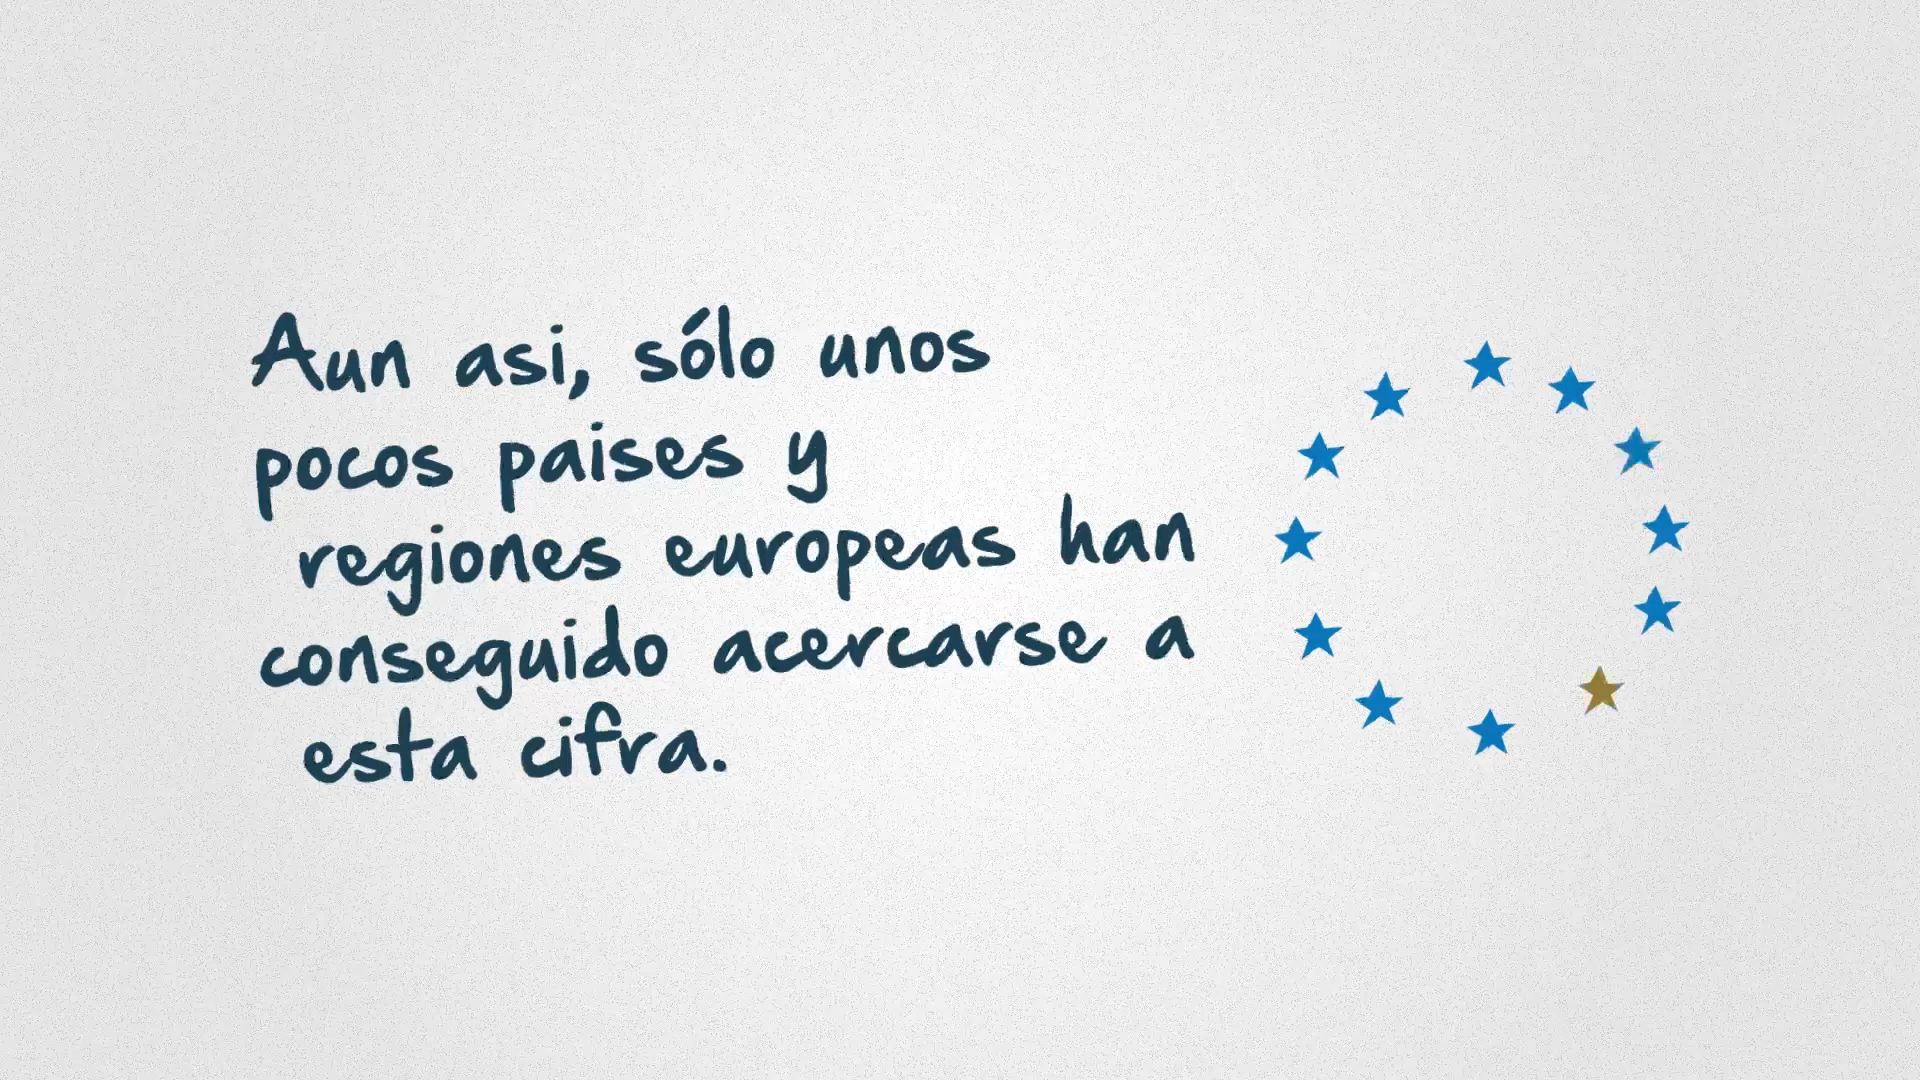 Aun asi, sólo unos
pocos paises y
regiones europeas han
conseguido acercarse a
esta cifra.